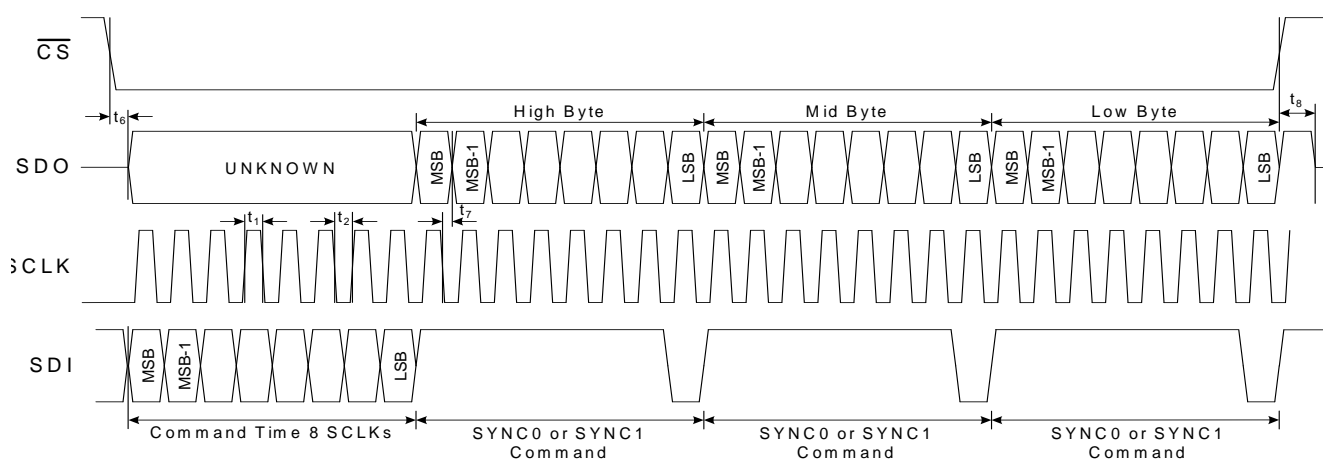 CS
t6
High Byte
Mid Byte
Low Byte
t8
SDO
UNKNOWN
MSB
MSB-1
LSB
MSB
MSB-1
LSB
MSB
MSB-1
LSB
t1
t2
t7
SCLK
SDI
MSB
MSB-1
LSB
Command Time 8 SCLKs
SYNC0 or SYNC1
Command
SYNC0 or SYNC1
Command
SYNC0 or SYNC1
Command